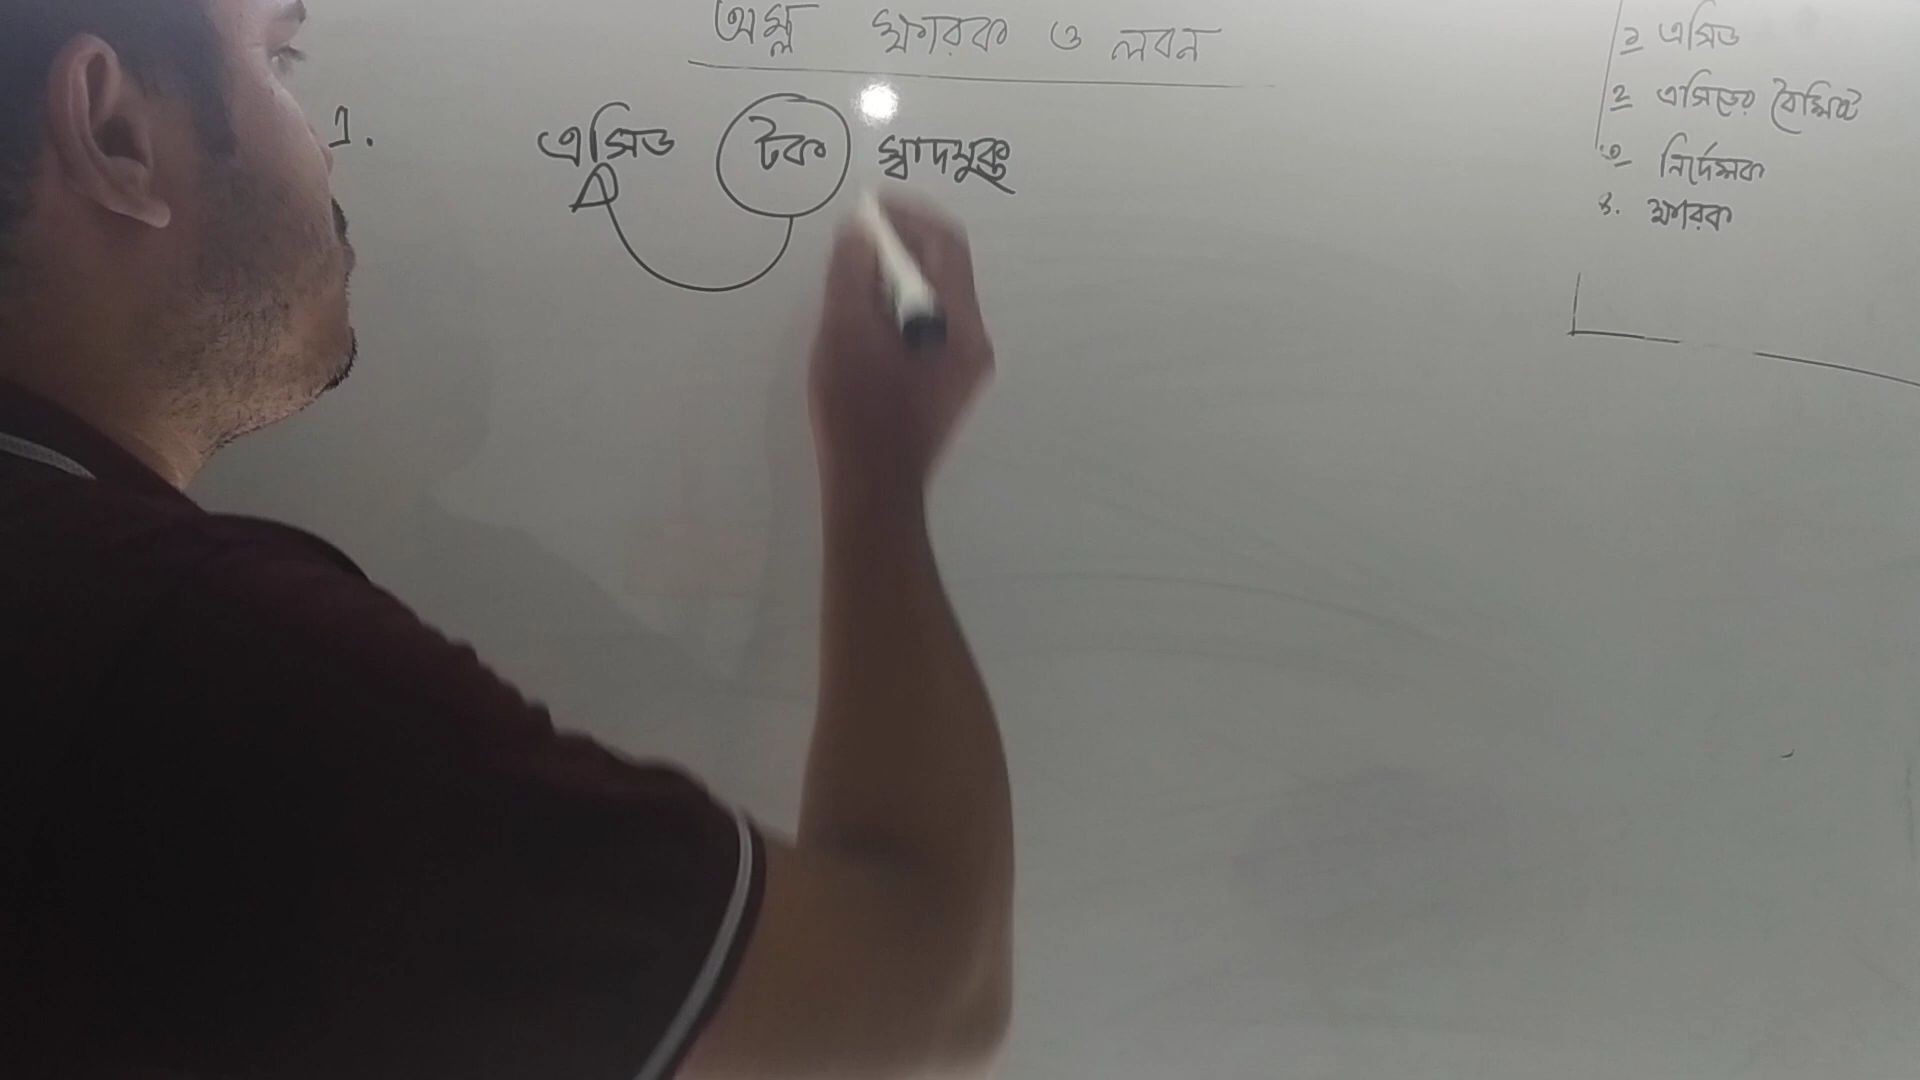 অম্ল ক্ষারক ও লবন
1. এসিড টক স্বাদযুক্ত
১ এসিড
২ এসিডের বৈশিষ্ট
৩ নির্দেশক
৪. ক্ষারক